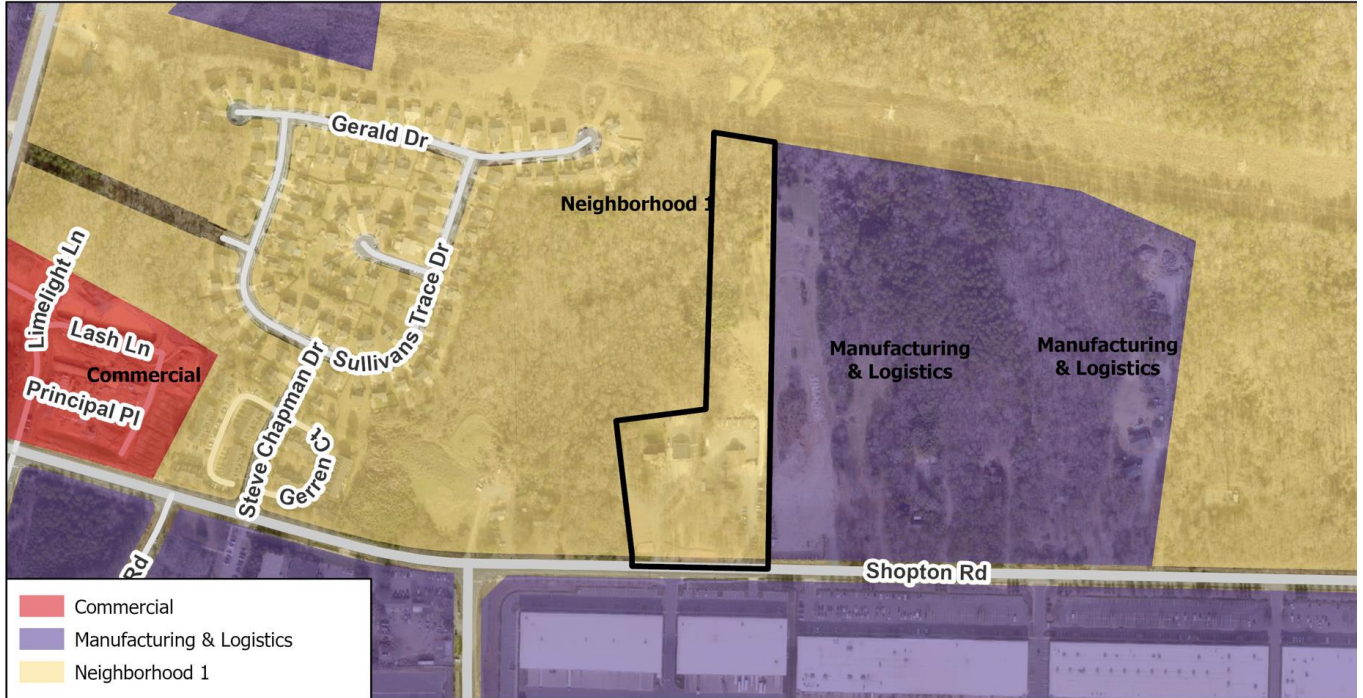 Gerald Dr
Neighborhood 1
Limelight Ln
Lash Ln
Commercial
Principal Pl
Sullivans Trace Dr
Steve Chapman Dr
Gerren Ct
Manufacturing
& Logistics
Manufacturing
& Logistics
Rd
Shopton Rd
Commercial
Manufacturing & Logistics
Neighborhood 1